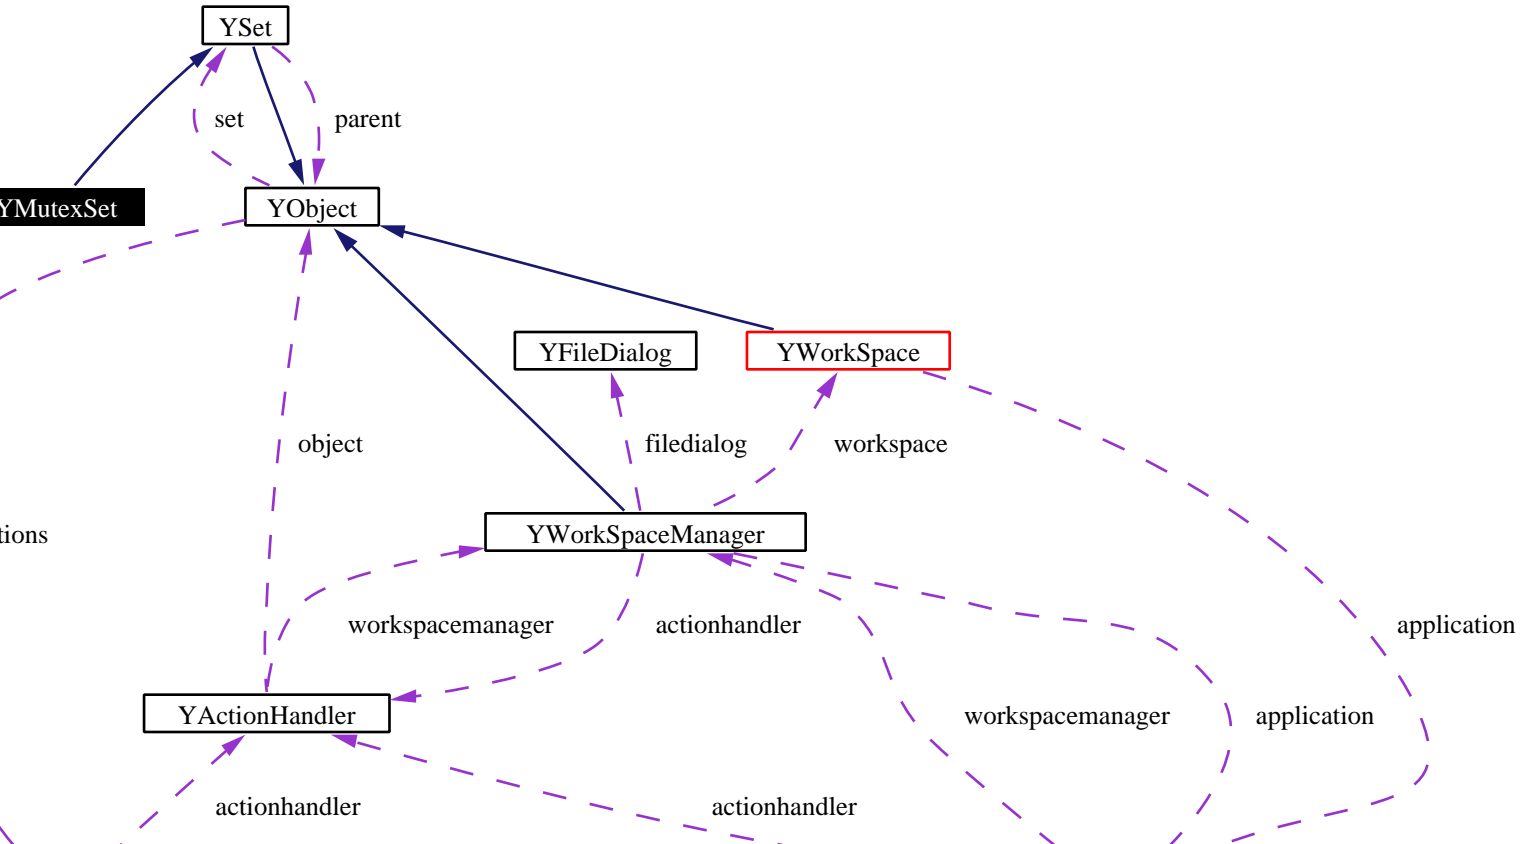 YSet
set
parent
YMutexSet
YObject
YFileDialog
YWorkSpace
object
filedialog
workspace
tions
YWorkSpaceManager
workspacemanager
actionhandler
application
YActionHandler
workspacemanager
application
actionhandler
actionhandler